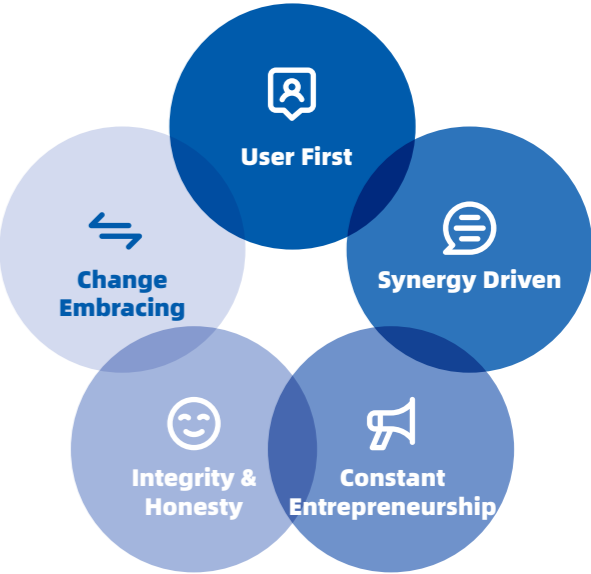 User First
Synergy Driven
Change
Embracing
Integrity &
Honesty
Constant
Entrepreneurship